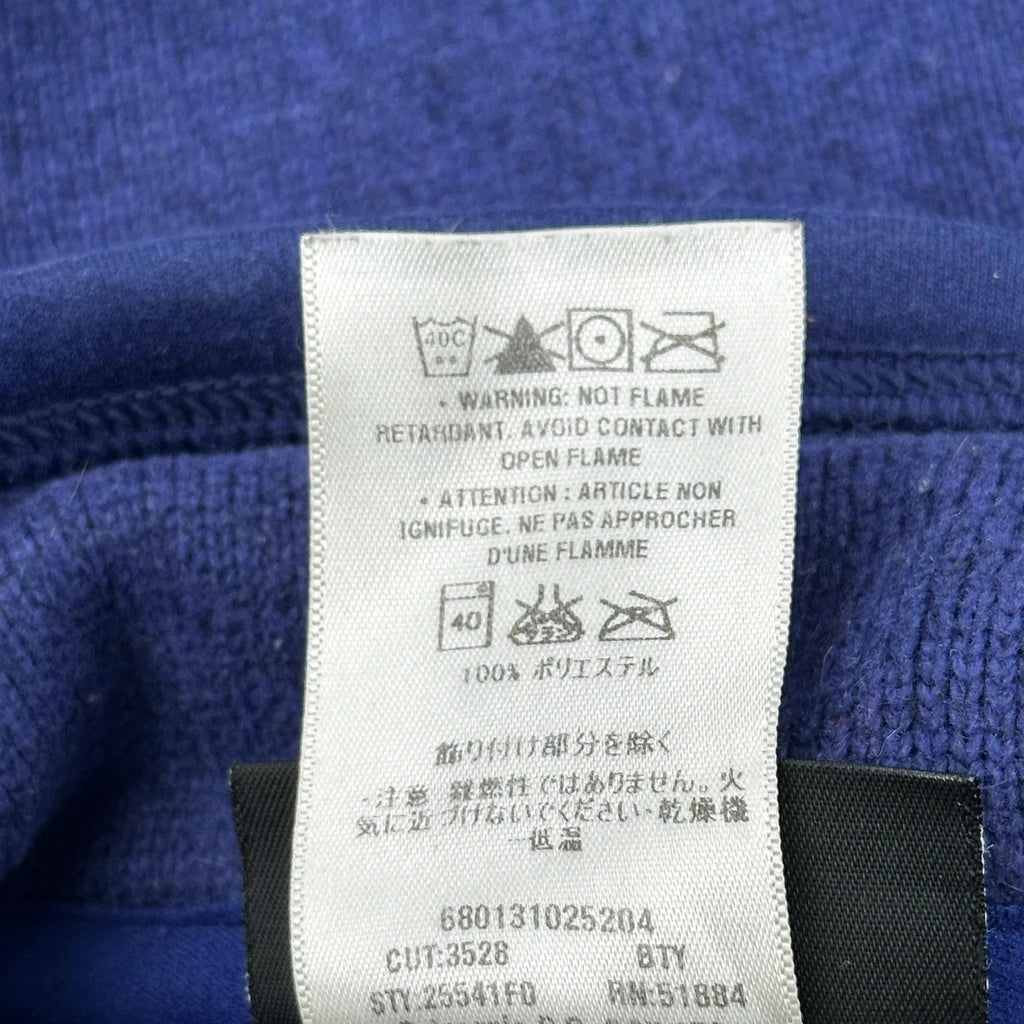 40C
• WARNING: NOT FLAME
RETARDANT. AVOID CONTACT WITH
OPEN FLAME
• ATTENTION : ARTICLE NON
IGNIFUGE. NE PAS APPROCHER
D'UNE FLAMME
40
100% ポリエステル
飾り付け部分を除く
・注意 難燃性ではありません。火
気に近づけないでください・乾燥機
一低温
680131025204
CUT:3528 BTY
STY:25541F0 RN:51884